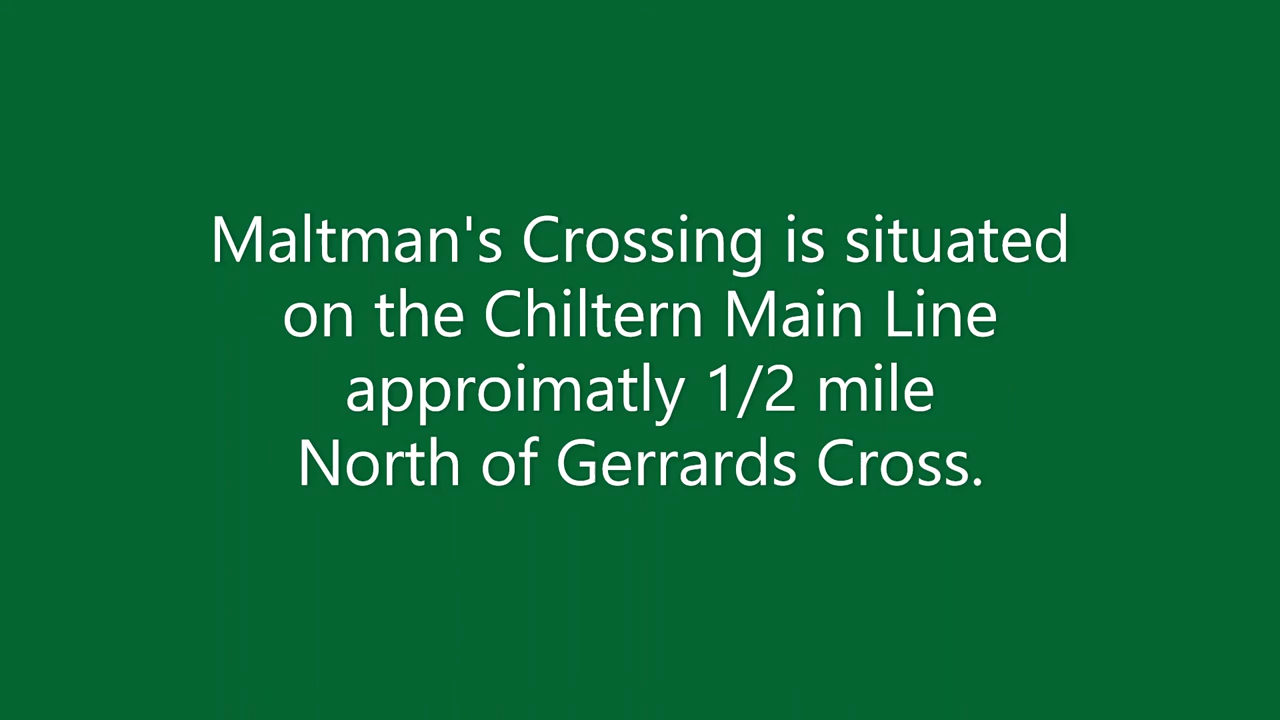 Maltman's Crossing is situated
on the Chiltern Main Line
approimatly 1/2 mile
North of Gerrards Cross.